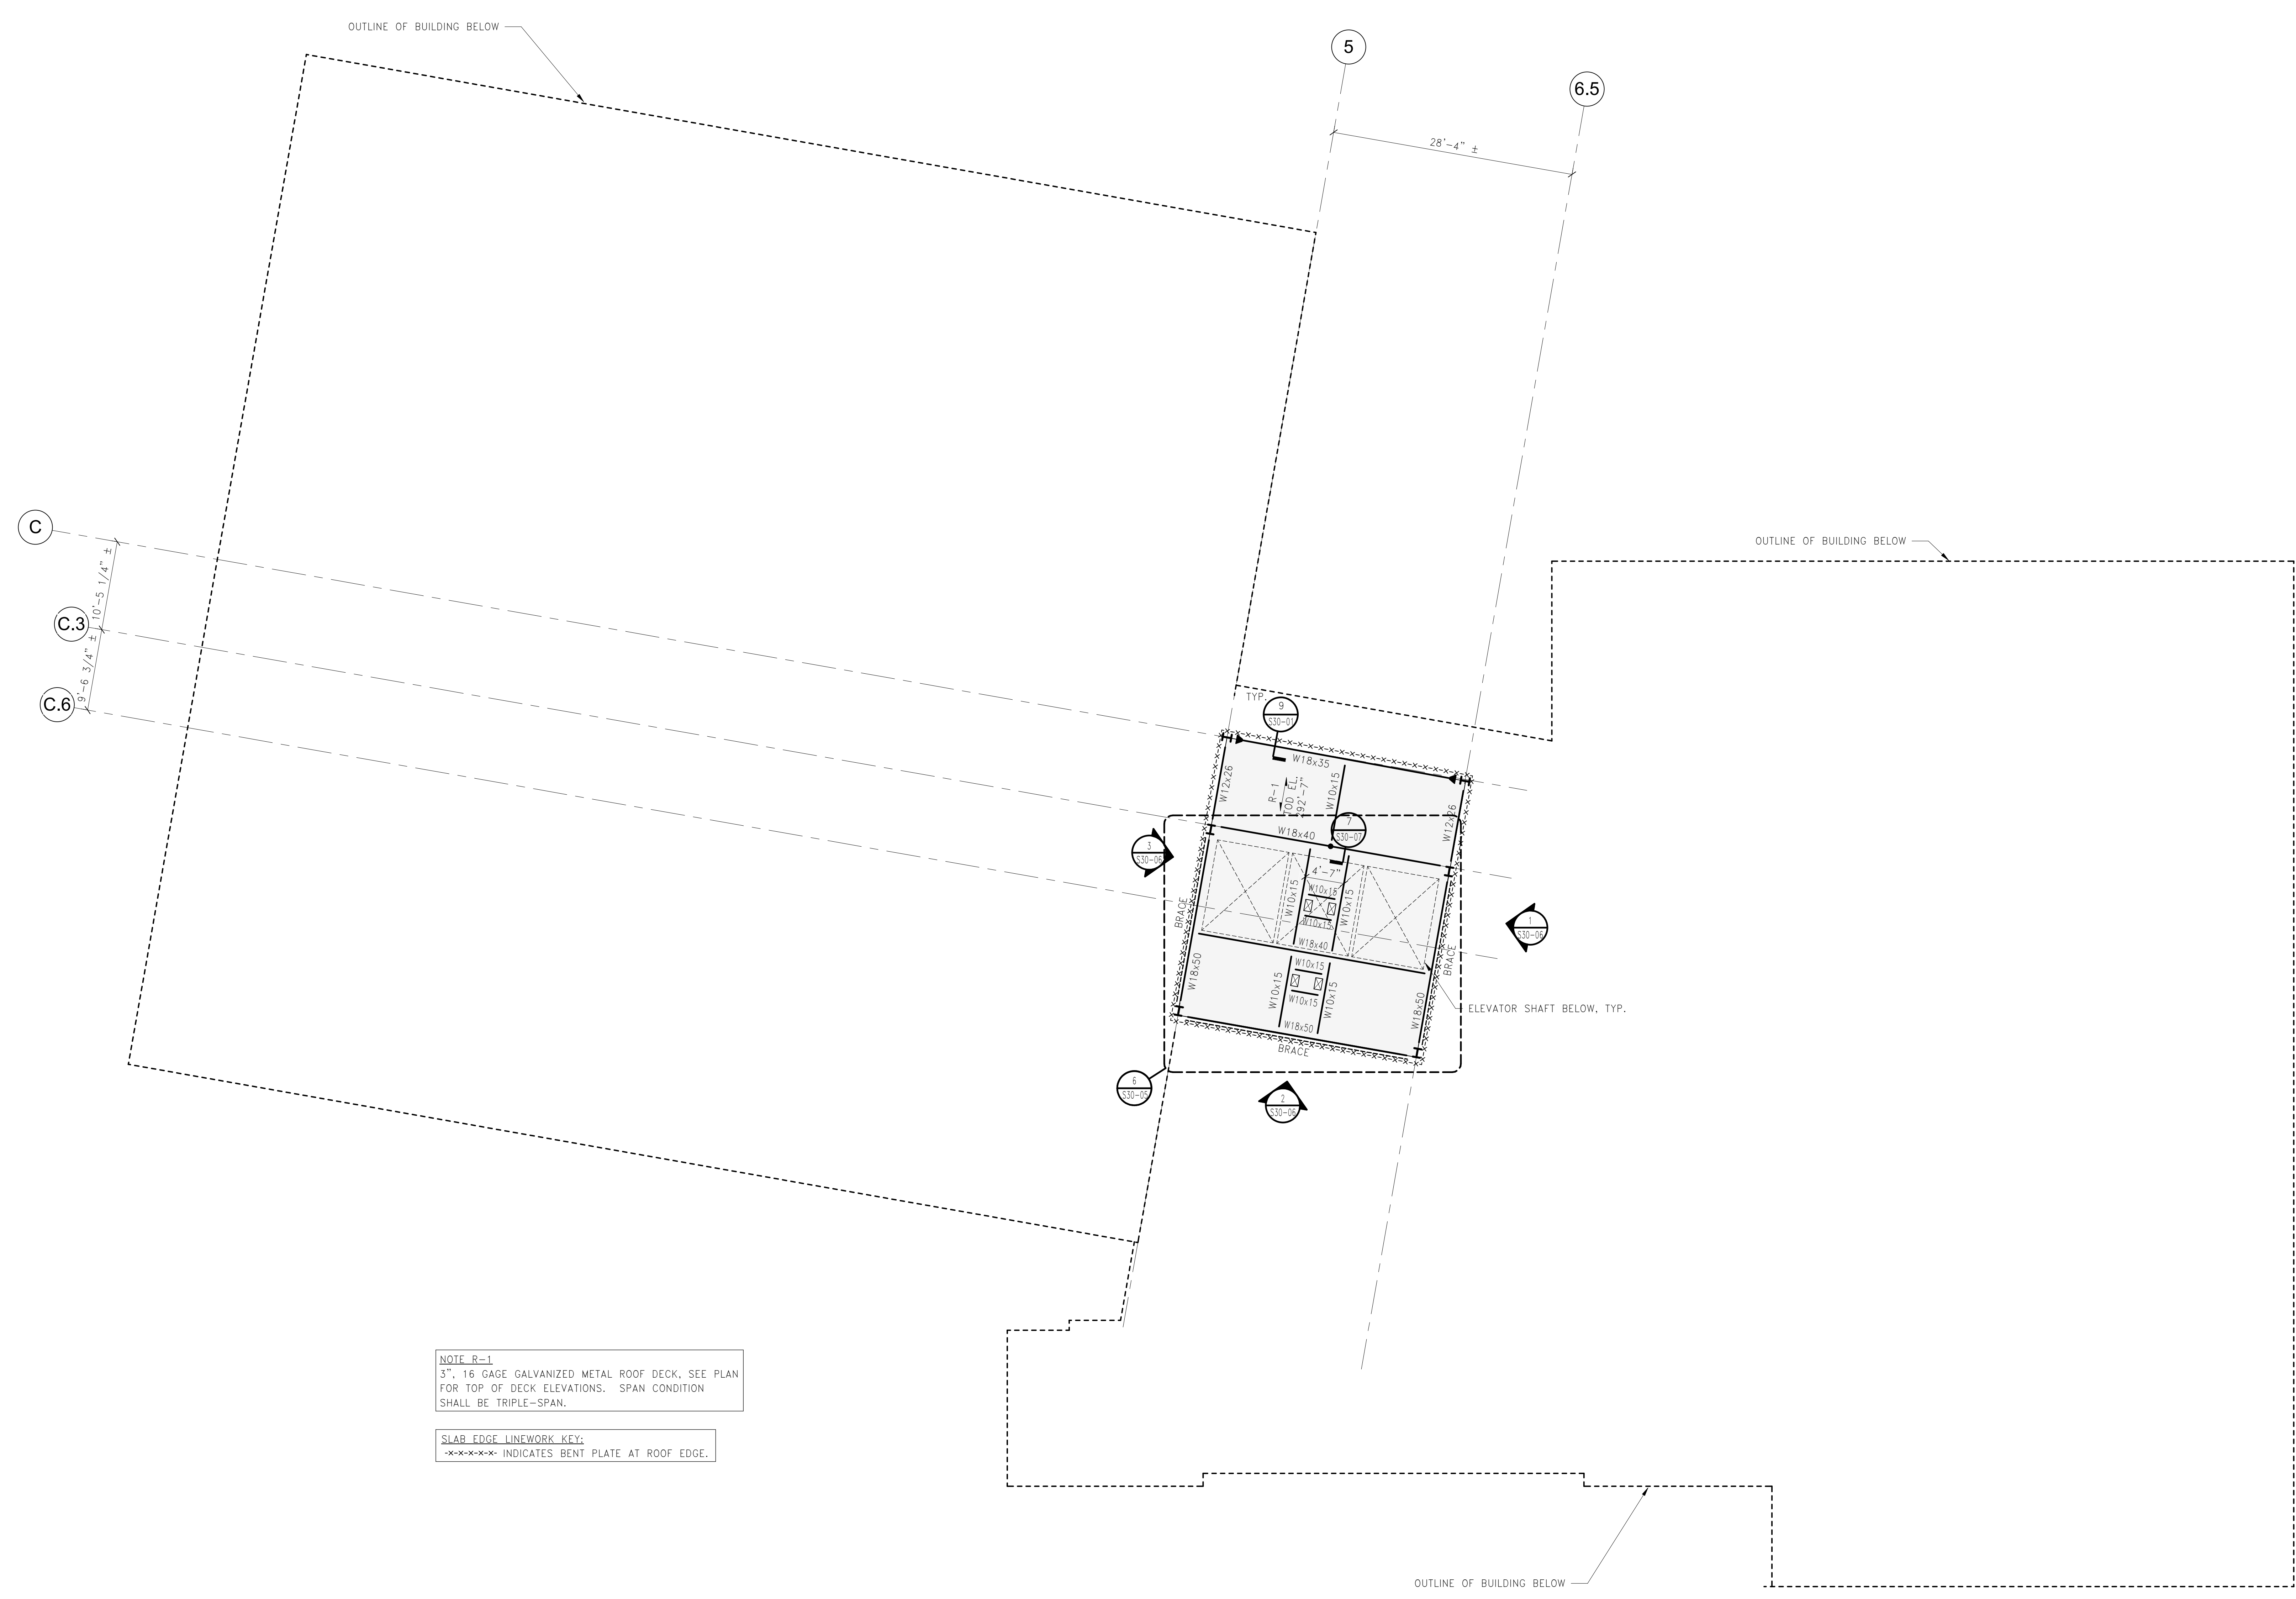 OUTLINE OF BUILDING BELOW
5
6.5
28'-4" ±
C
10'-5 1/4" ±
C.3
9'-6 3/4" ±
C.6
OUTLINE OF BUILDING BELOW
TYP.
9
S30-01
W18x35
W12x26
R-1
TOD EL.
292'-7"
W10x15
W12x26
W18x40
7
S30-07
3
S30-06
4'-7"
W10x15
W10x15
W10x15
W10x15
W18x40
BRACE
BRACE
1
S30-06
W18x50
W10x15
W10x15
W10x15
W10x15
W18x50
W18x50
ELEVATOR SHAFT BELOW, TYP.
BRACE
6
S30-05
2
S30-06
NOTE R-1
3", 16 GAGE GALVANIZED METAL ROOF DECK, SEE PLAN
FOR TOP OF DECK ELEVATIONS. SPAN CONDITION
SHALL BE TRIPLE-SPAN.
SLAB EDGE LINEWORK KEY:
-x-x-x-x-x- INDICATES BENT PLATE AT ROOF EDGE.
OUTLINE OF BUILDING BELOW